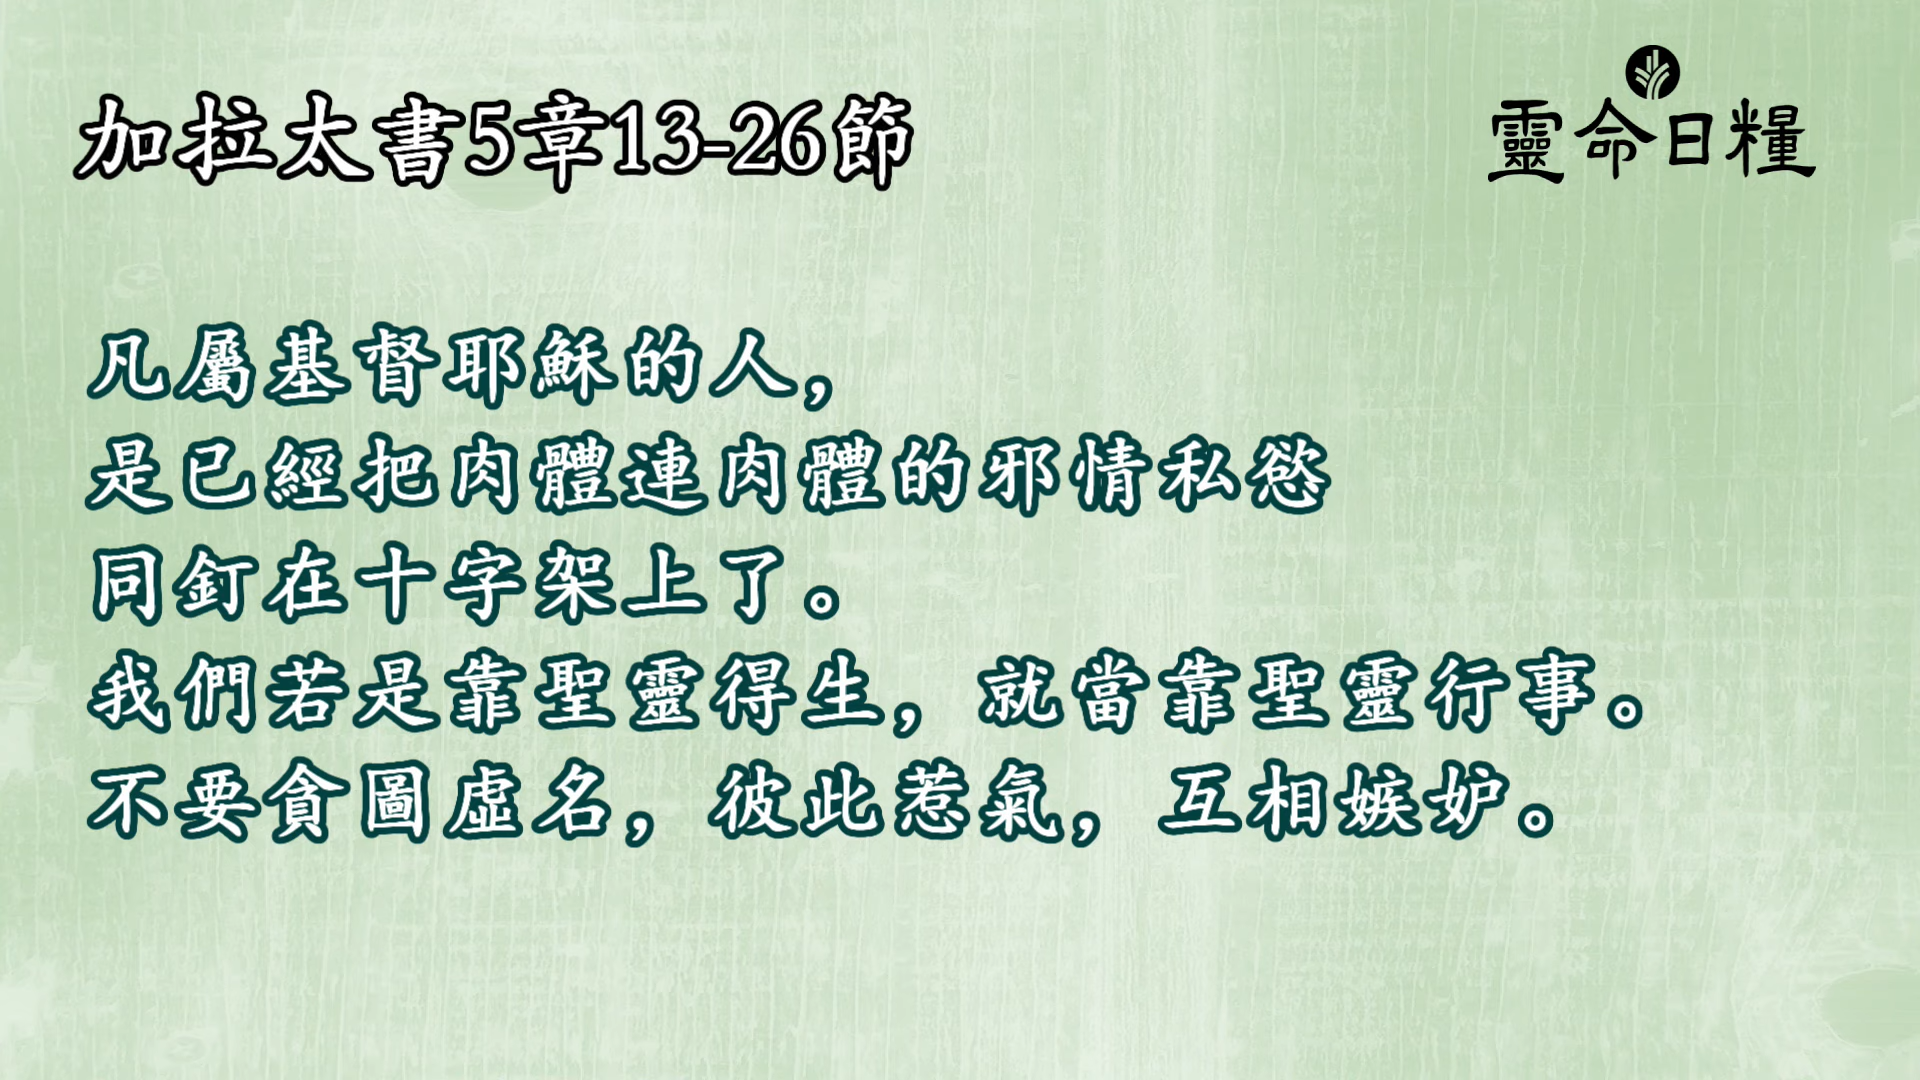 加拉太書5章13-26節
靈命日糧
凡屬基督耶穌的人，
是已經把肉體連肉體的邪情私慾
同釘在十字架上了。
我們若是靠聖靈得生，就當靠聖靈行事。
不要貪圖虛名，彼此惹氣，互相嫉妒。